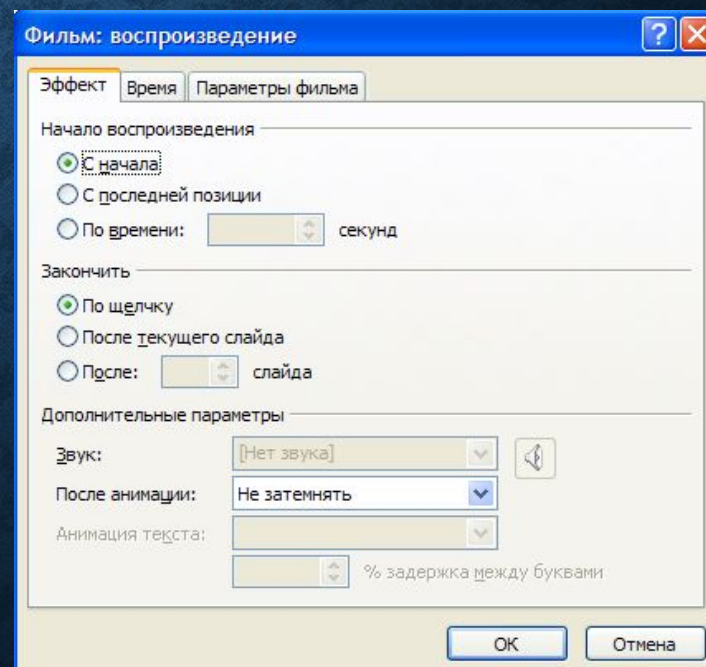 Фильм: воспроизведение
Эффект Время Параметры фильма
Начало воспроизведения
С начала
С последней позиции
По времени: секунд
Закончить
По щелчку
После текущего слайда
После: слайда
Дополнительные параметры
Звук: [Нет звука]
После анимации: Не затемнять
Анимация текста:
% задержка между буквами
ОК Отмена